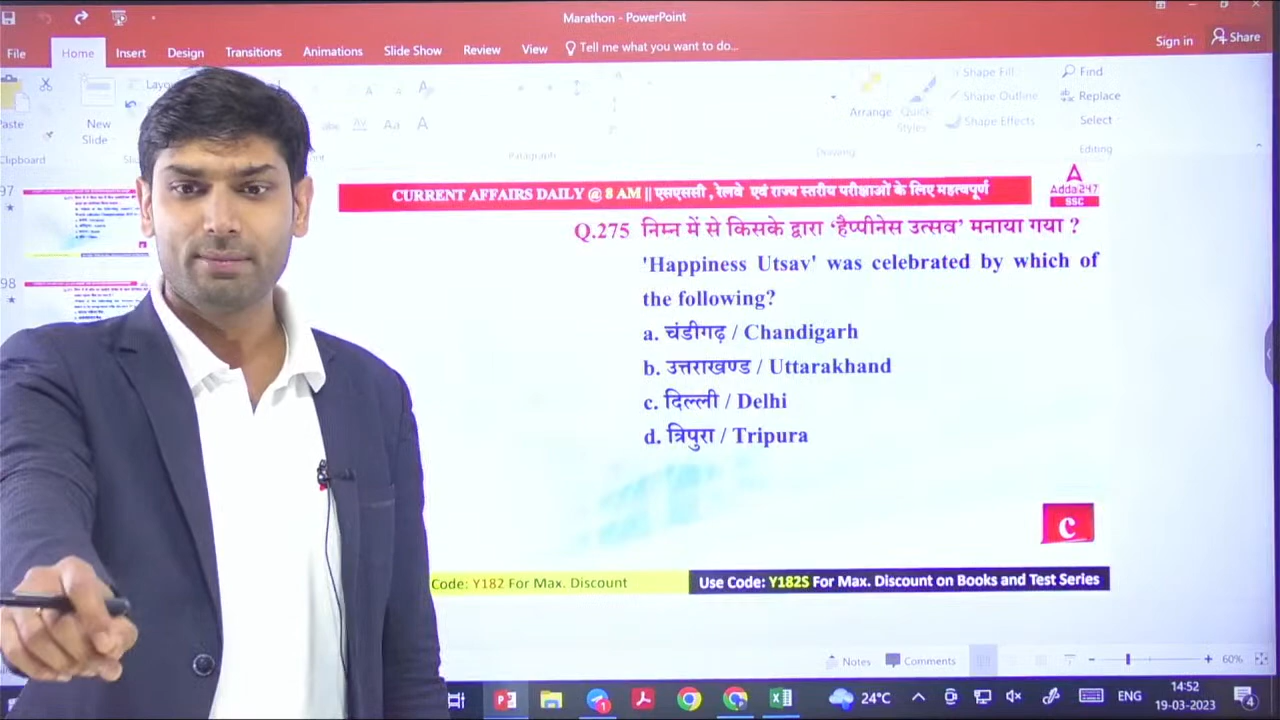 Marathon - PowerPoint
File Home Insert Design Transitions Animations Slide Show Review View Tell me what you want to do...
Sign in Share
Shape Fill Find
Arrange Quick Styles Shape Outline Replace
New Slide Aa A Shape Effects Select
Paragraph Drawing Editing
97
98
CURRENT AFFAIRS DAILY @ 8 AM || एसएससी , रेलवे एवं राज्य स्तरीय परीक्षाओं के लिए महत्वपूर्ण
Adda247
SSC
Q.275 निम्न में से किसके द्वारा ‘हैप्पीनेस उत्सव’ मनाया गया ?
'Happiness Utsav' was celebrated by which of
the following?
a. चंडीगढ़ / Chandigarh
b. उत्तराखण्ड / Uttarakhand
c. दिल्ली / Delhi
d. त्रिपुरा / Tripura
c
Code: Y182 For Max. Discount
Use Code: Y182S For Max. Discount on Books and Test Series
Notes Comments 60%
24°C ENG 14:52
19-03-2023 4